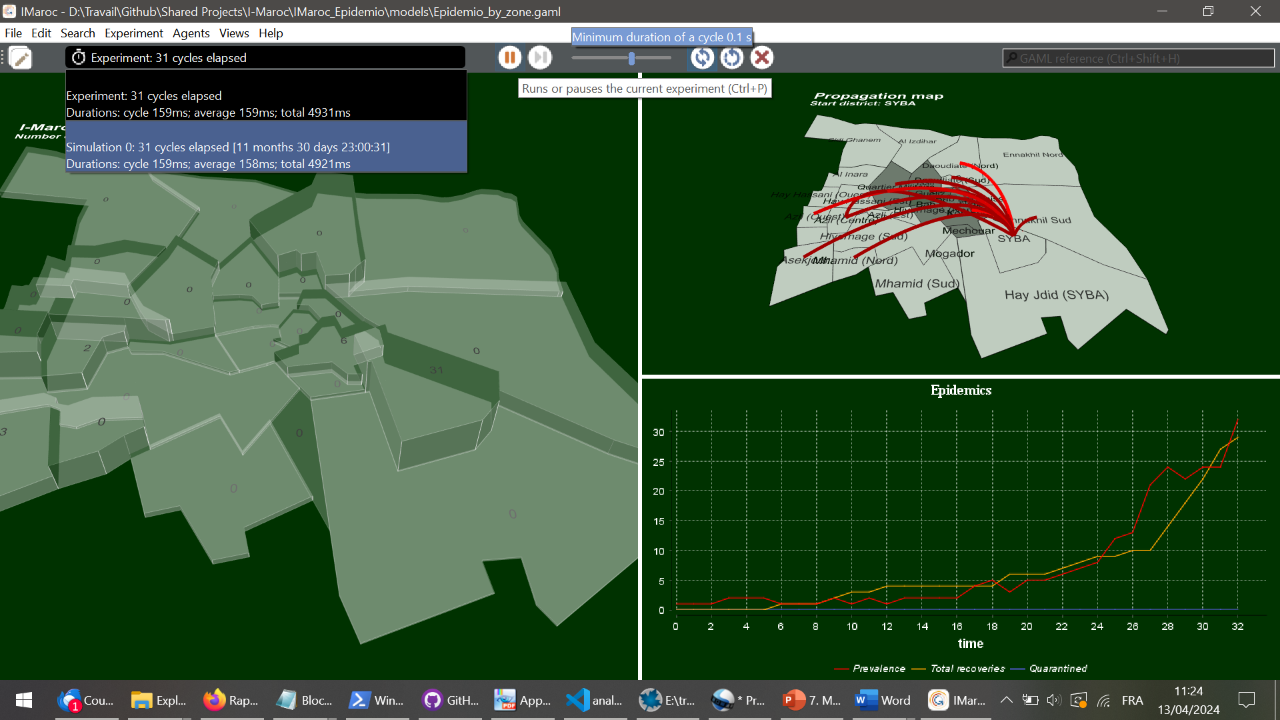 IMaroc - D:\Travail\Github\Shared Projects\I-Maroc\IMaroc_Epidemio\models\Epidemio_by_zone.gaml
File Edit Search Experiment Agents Views Help
Minimum duration of a cycle 0.1 s
Experiment: 31 cycles elapsed
GAML reference (Ctrl+Shift+H)
Runs or pauses the current experiment (Ctrl+P)
Experiment: 31 cycles elapsed
Durations: cycle 159ms; average 159ms; total 4931ms
Simulation 0: 31 cycles elapsed [11 months 30 days 23:00:31]
Durations: cycle 159ms; average 158ms; total 4921ms
I-Maroc
Number
0
0
0
0
0
0
0
2
0
31
0
3
0
0
0
Propagation map
Start district: SYBA
Sidi Ghanem
Al Izdihar
Ennakhil Nord
Daoudiate (Nord)
Al Inara
Hay Hassani (Ouest)
Azli (Centre)
Ennakhil Sud
Hivernage (Sud)
Mechouar
SYBA
Mhamid (Nord)
Mogador
Mhamid (Sud)
Hay Jdid (SYBA)
Epidemics
30
25
20
15
10
5
0
0 2 4 6 8 10 12 14 16 18 20 22 24 26 28 30 32
time
Prevalence Total recoveries Quarantined
1
Cou... Expl... Rap... Bloc... Win... GitH... App... anal... E:\tr... * Pr... 7. M... Word IMar... FRA
11:24
13/04/2024